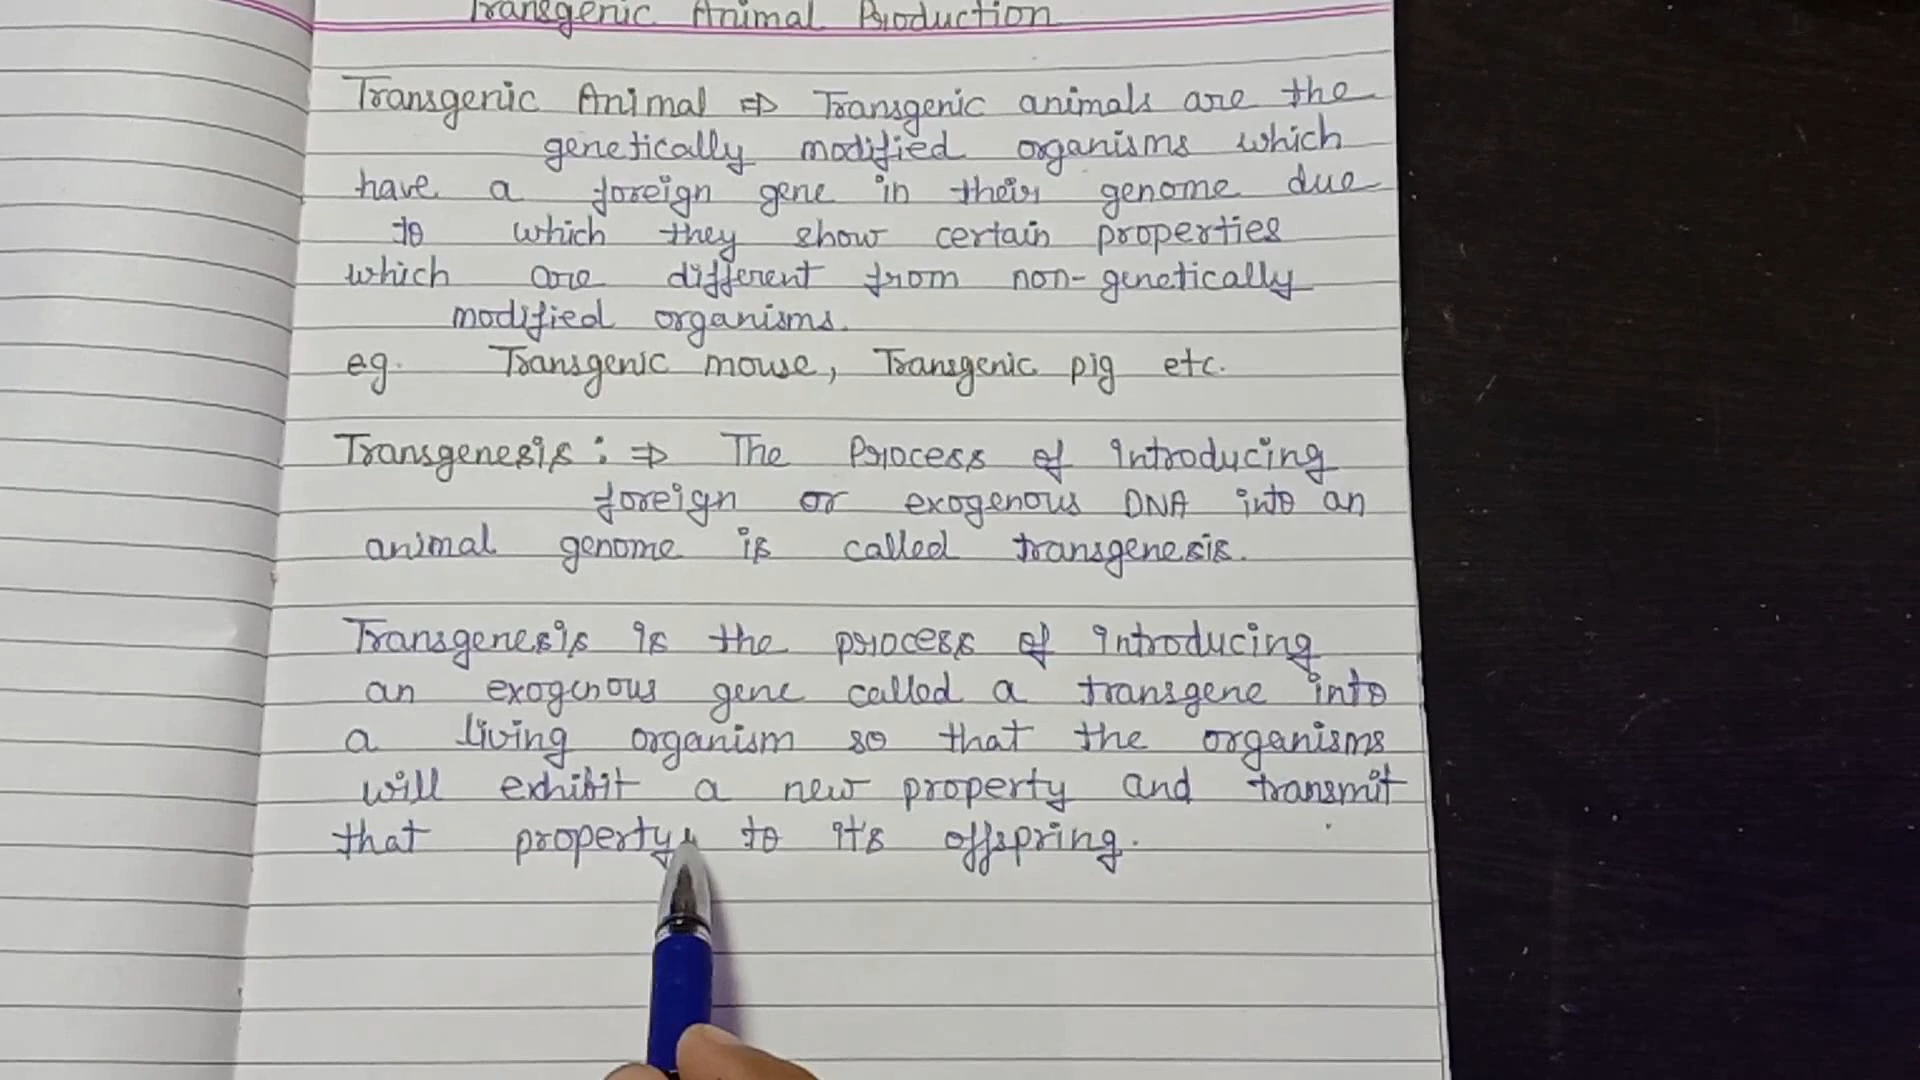 Transgenic Animal Production
Transgenic Animal ⇒ Transgenic animals are the
genetically modified organisms which
have a foreign gene in their genome due
to which they show certain properties
which are different from non-genetically
modified organisms.
eg. Transgenic mouse, Transgenic pig etc.
Transgenesis : ⇒ The Process of introducing
foreign or exogenous DNA into an
animal genome is called transgenesis.
Transgenesis is the process of introducing
an exogenous gene called a transgene into
a living organism so that the organisms
will exhibit a new property and transmit
that property to it's offspring.